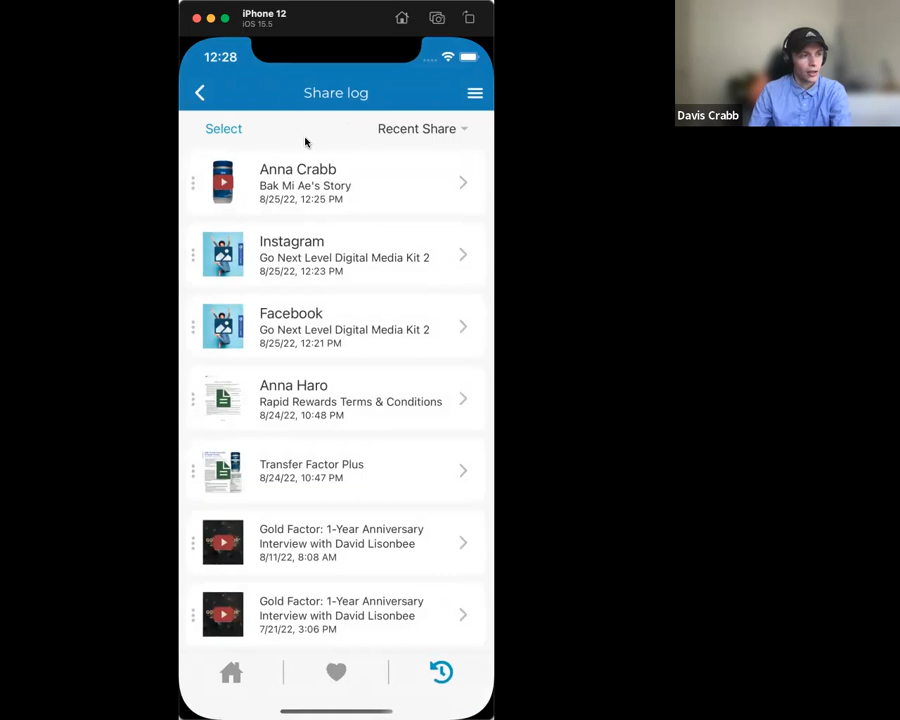 iPhone 12
iOS 15.5
12:28
Share log
Select
Recent Share
Anna Crabb
Bak Mi Ae's Story
8/25/22, 12:25 PM
Instagram
Go Next Level Digital Media Kit 2
8/25/22, 12:23 PM
Facebook
Go Next Level Digital Media Kit 2
8/25/22, 12:21 PM
Anna Haro
Rapid Rewards Terms & Conditions
8/24/22, 10:48 PM
Transfer Factor Plus
8/24/22, 10:47 PM
Gold Factor: 1-Year Anniversary
Interview with David Lisonbee
8/11/22, 8:08 AM
Gold Factor: 1-Year Anniversary
Interview with David Lisonbee
7/21/22, 3:06 PM
Davis Crabb